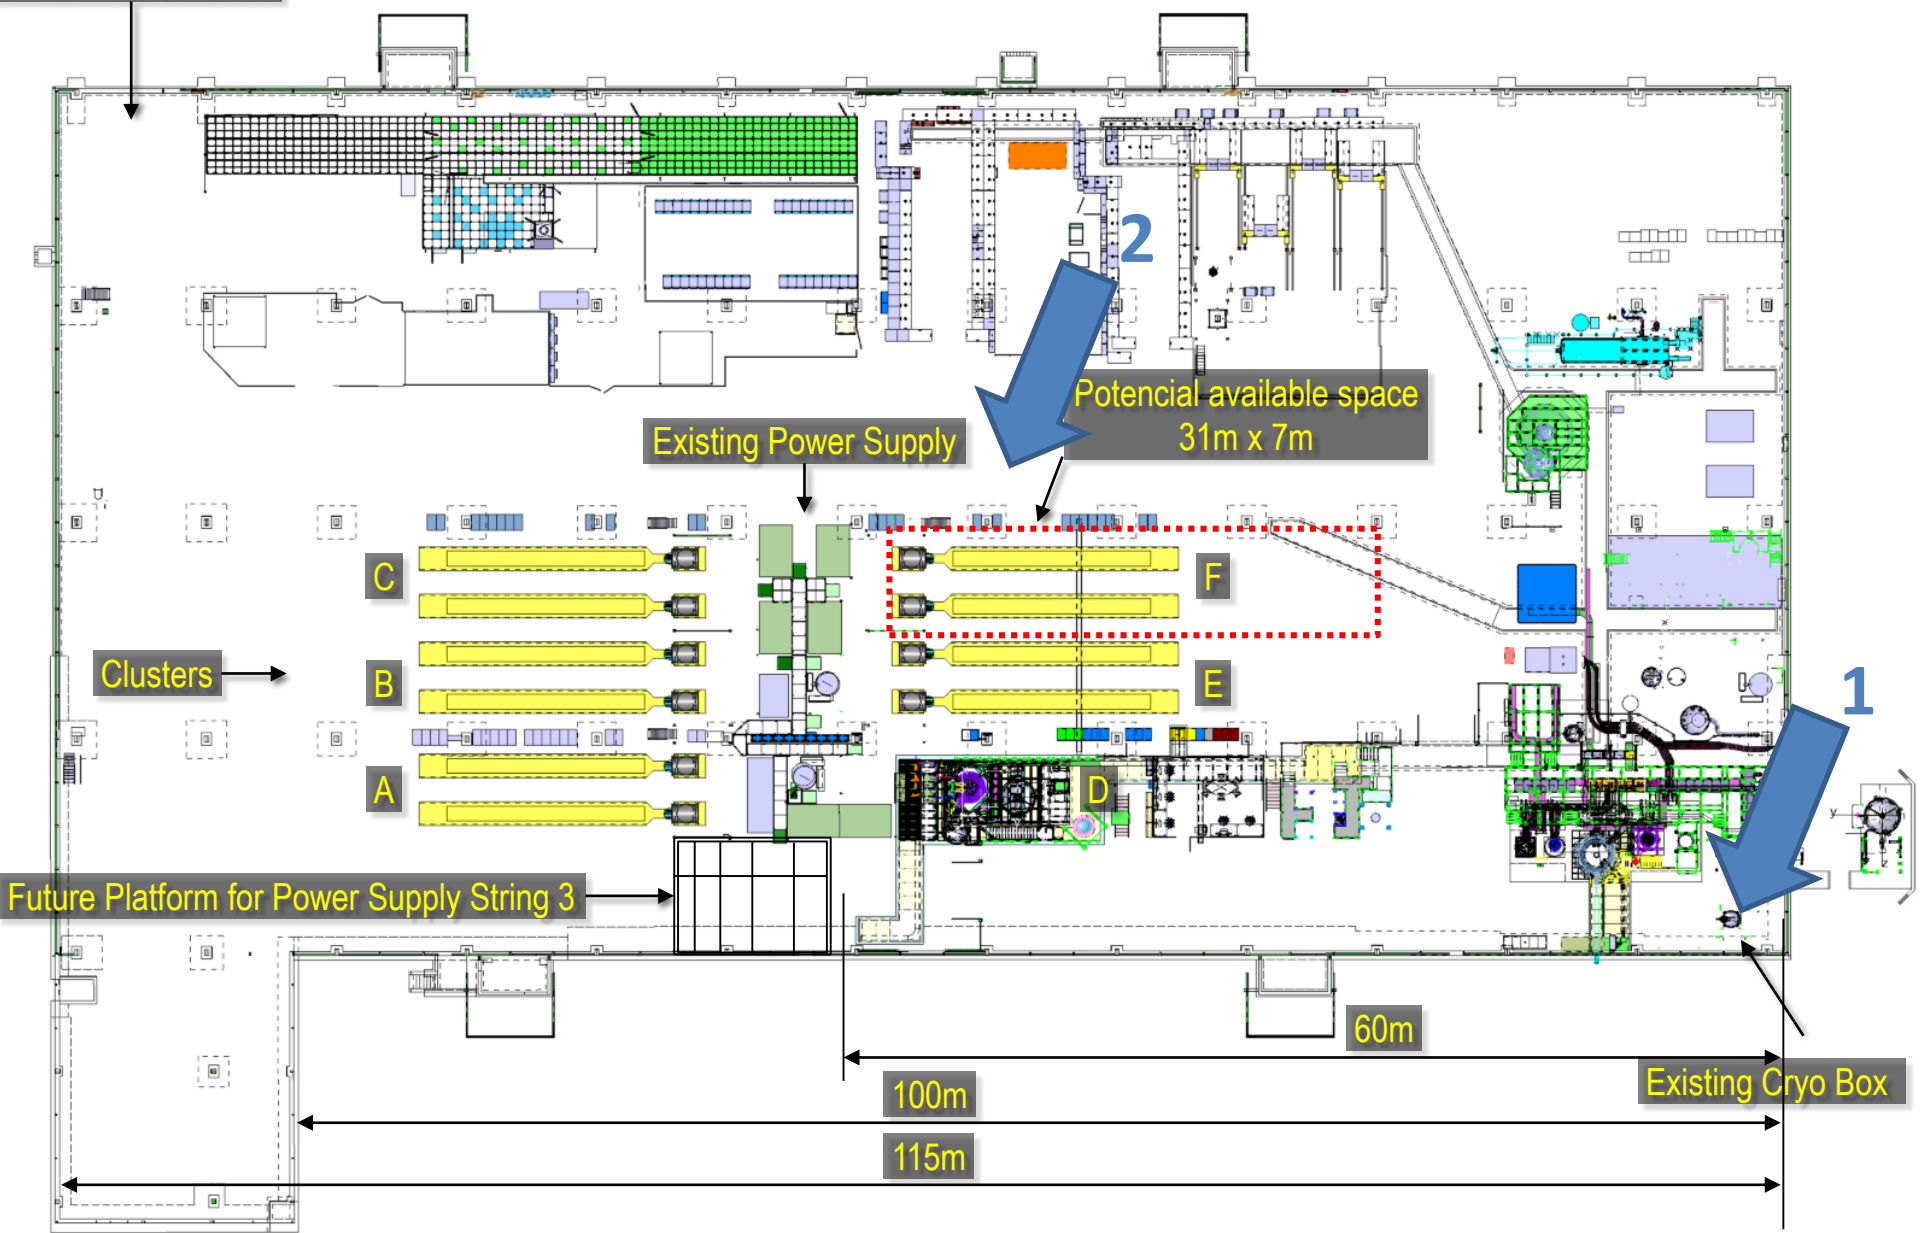 2
Potencial available space
31m x 7m
Existing Power Supply
C
F
Clusters
B
E
1
A
D
Future Platform for Power Supply String 3
60m
Existing Cryo Box
100m
115m